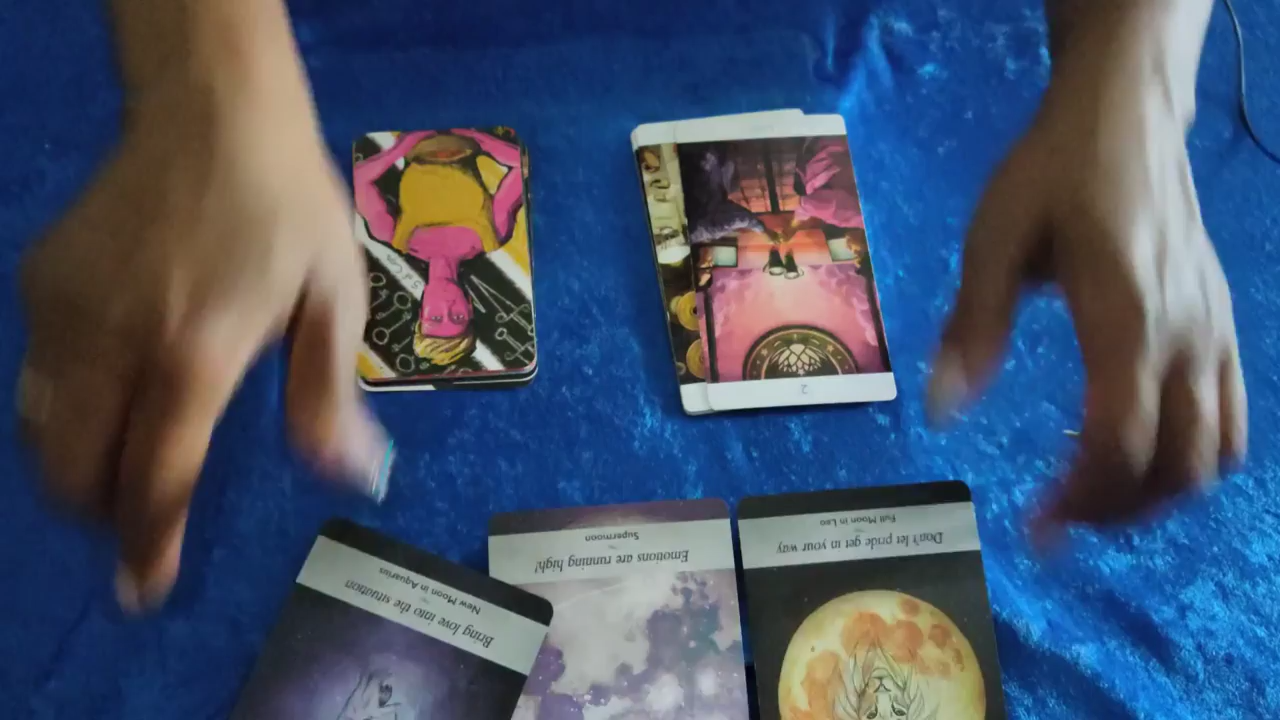 Bring love into the situation
New Moon in Aquarius
Emotions are running high!
Supermoon
Don't let pride get in your way
Full Moon in Leo
2